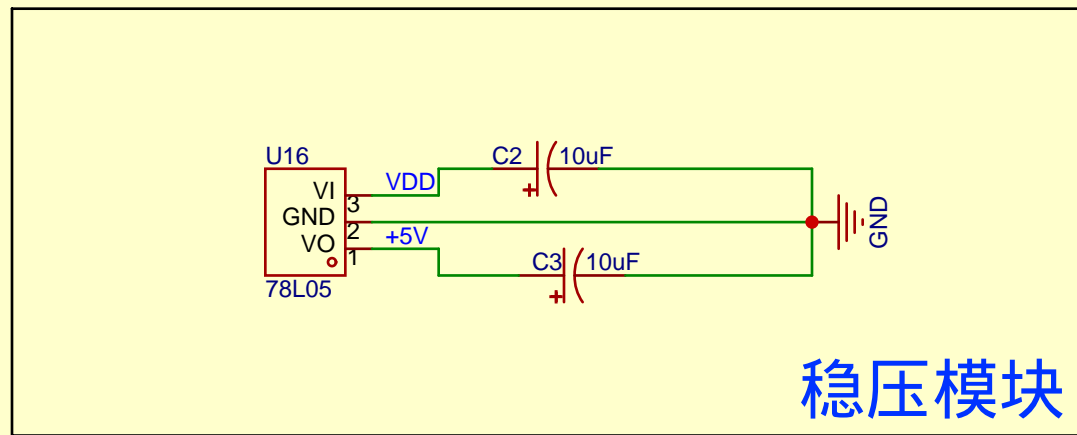 U16
VI
3
GND
2
VO
1
78L05
VDD
+5V
C2
10uF
C3
10uF
GND
稳压模块